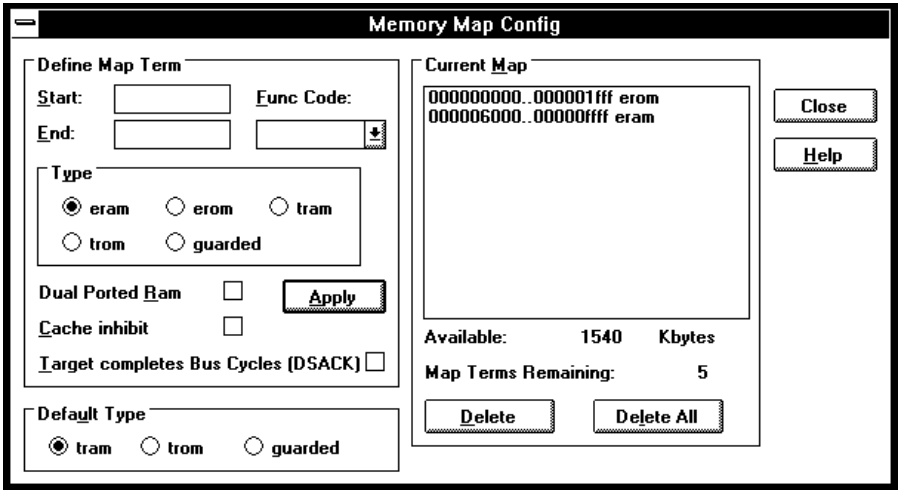 Memory Map Config
Define Map Term
Start:
Func Code:
End:
Type
eram erom tram
trom guarded
Dual Ported Ram
Apply
Cache inhibit
Target completes Bus Cycles (DSACK)
Default Type
tram trom guarded
Current Map
000000000..000001fff erom
000006000..00000ffff eram
Available: 1540 Kbytes
Map Terms Remaining: 5
Delete Delete All
Close
Help